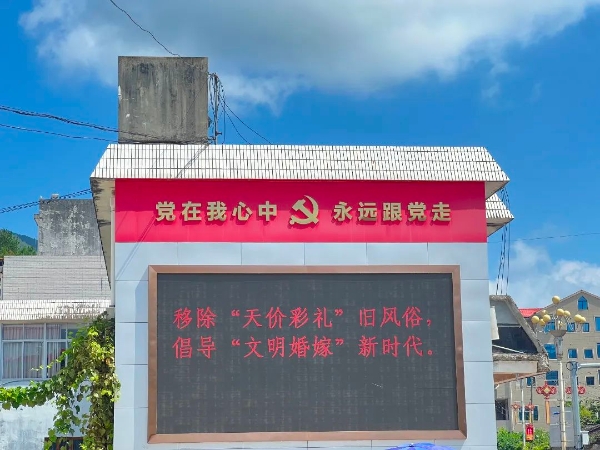 党在我心中 永远跟党走
移除“天价彩礼”旧风俗，
倡导“文明婚嫁”新时代。